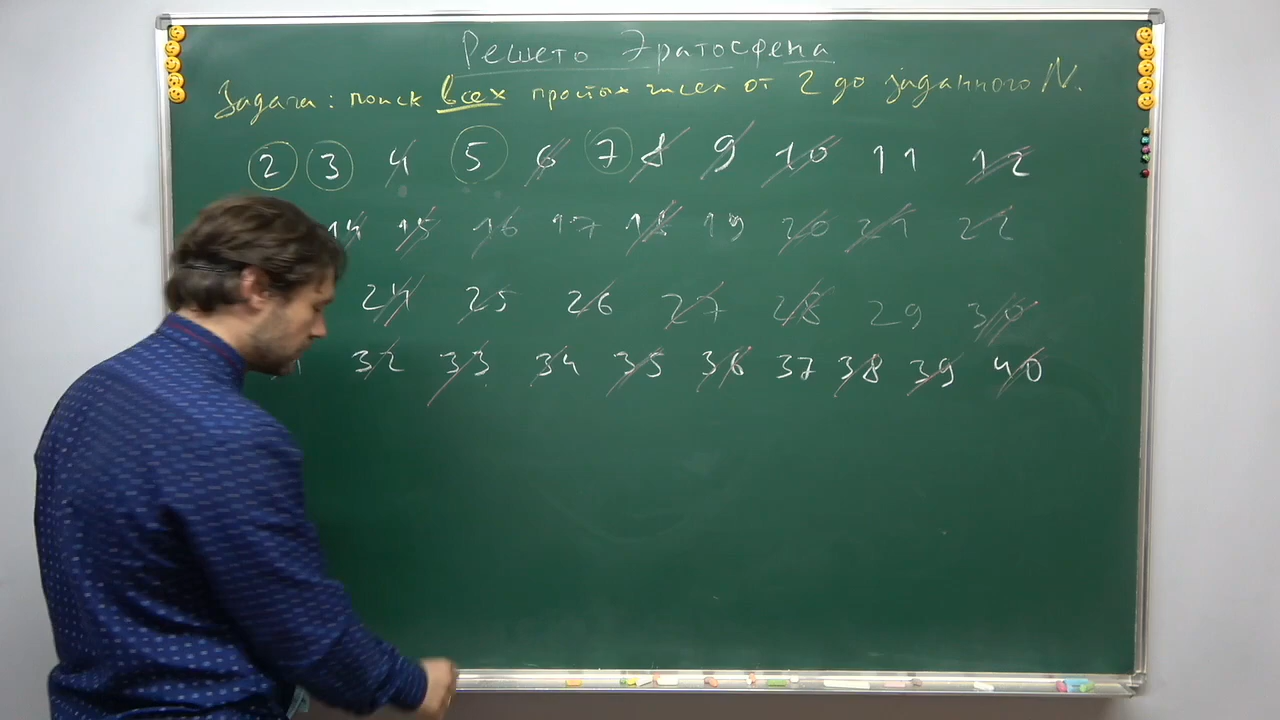 Решето Эратосфена
Задача: поиск всех простых чисел от 2 до заданного N.
2 3 4 5 6 7 8 9 10 11 12
14 15 16 17 18 19 20 21 22
24 25 26 27 28 29 30
32 33 34 35 36 37 38 39 40